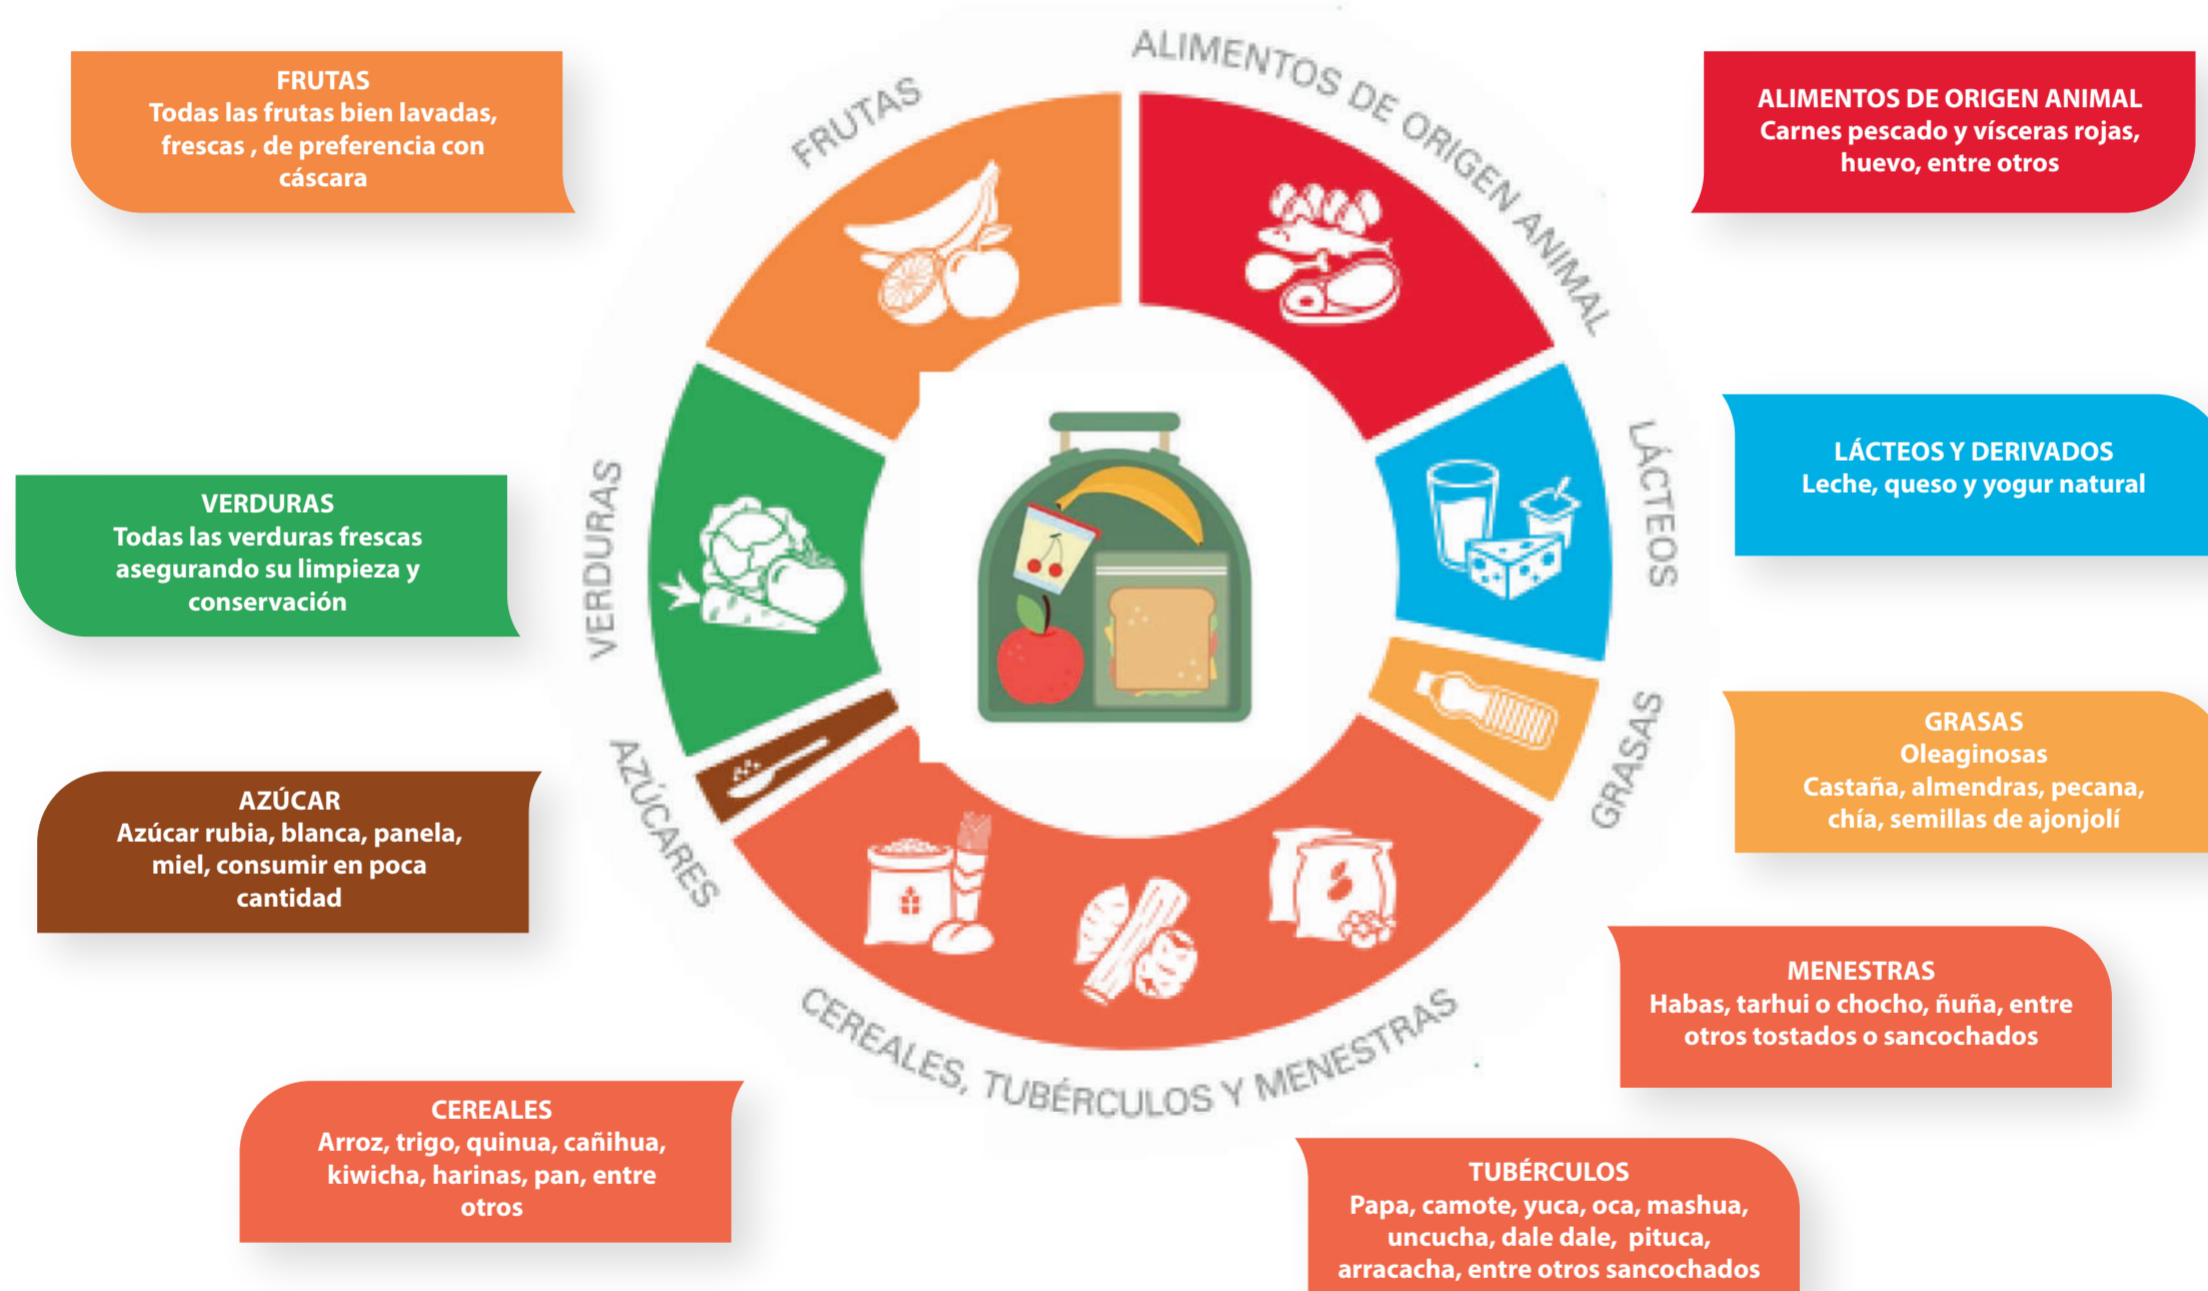 FRUTAS
Todas las frutas bien lavadas,
frescas , de preferencia con
cáscara
ALIMENTOS DE ORIGEN ANIMAL
Carnes pescado y vísceras rojas,
huevo, entre otros
FRUTAS
ALIMENTOS DE ORIGEN ANIMAL
VERDURAS
Todas las verduras frescas
asegurando su limpieza y
conservación
VERDURAS
LÁCTEOS
LÁCTEOS Y DERIVADOS
Leche, queso y yogur natural
AZÚCAR
Azúcar rubia, blanca, panela,
miel, consumir en poca
cantidad
AZÚCARES
GRASAS
GRASAS
Oleaginosas
Castaña, almendras, pecana,
chía, semillas de ajonjolí
CEREALES, TUBÉRCULOS Y MENESTRAS
MENESTRAS
Habas, tarhui o chocho, ñuña, entre
otros tostados o sancochados
CEREALES
Arroz, trigo, quinua, cañihua,
kiwicha, harinas, pan, entre
otros
TUBÉRCULOS
Papa, camote, yuca, oca, mashua,
uncucha, dale dale, pituca,
arracacha, entre otros sancochados